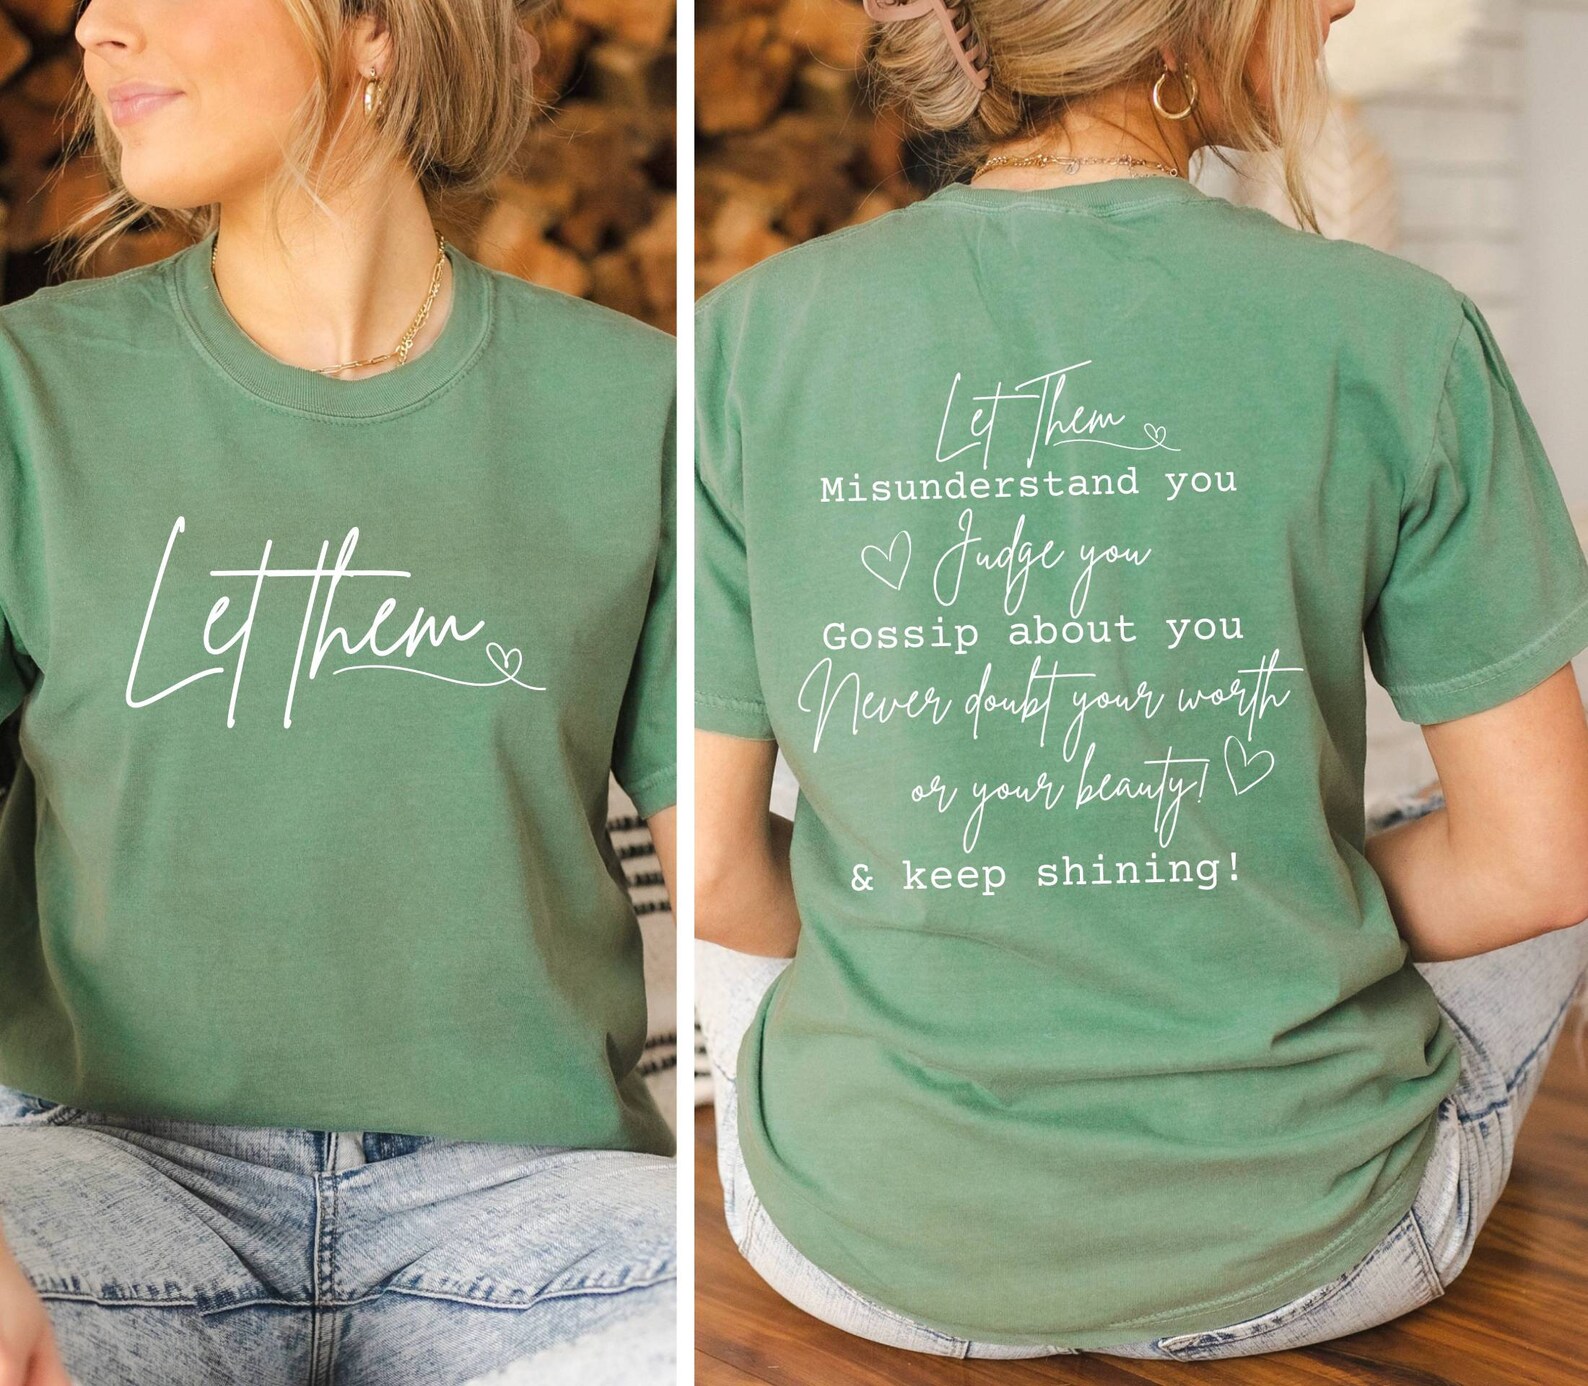 Let Them
Let Them
Misunderstand you
Judge you
Gossip about you
Never doubt your worth
or your beauty!
& keep shining!